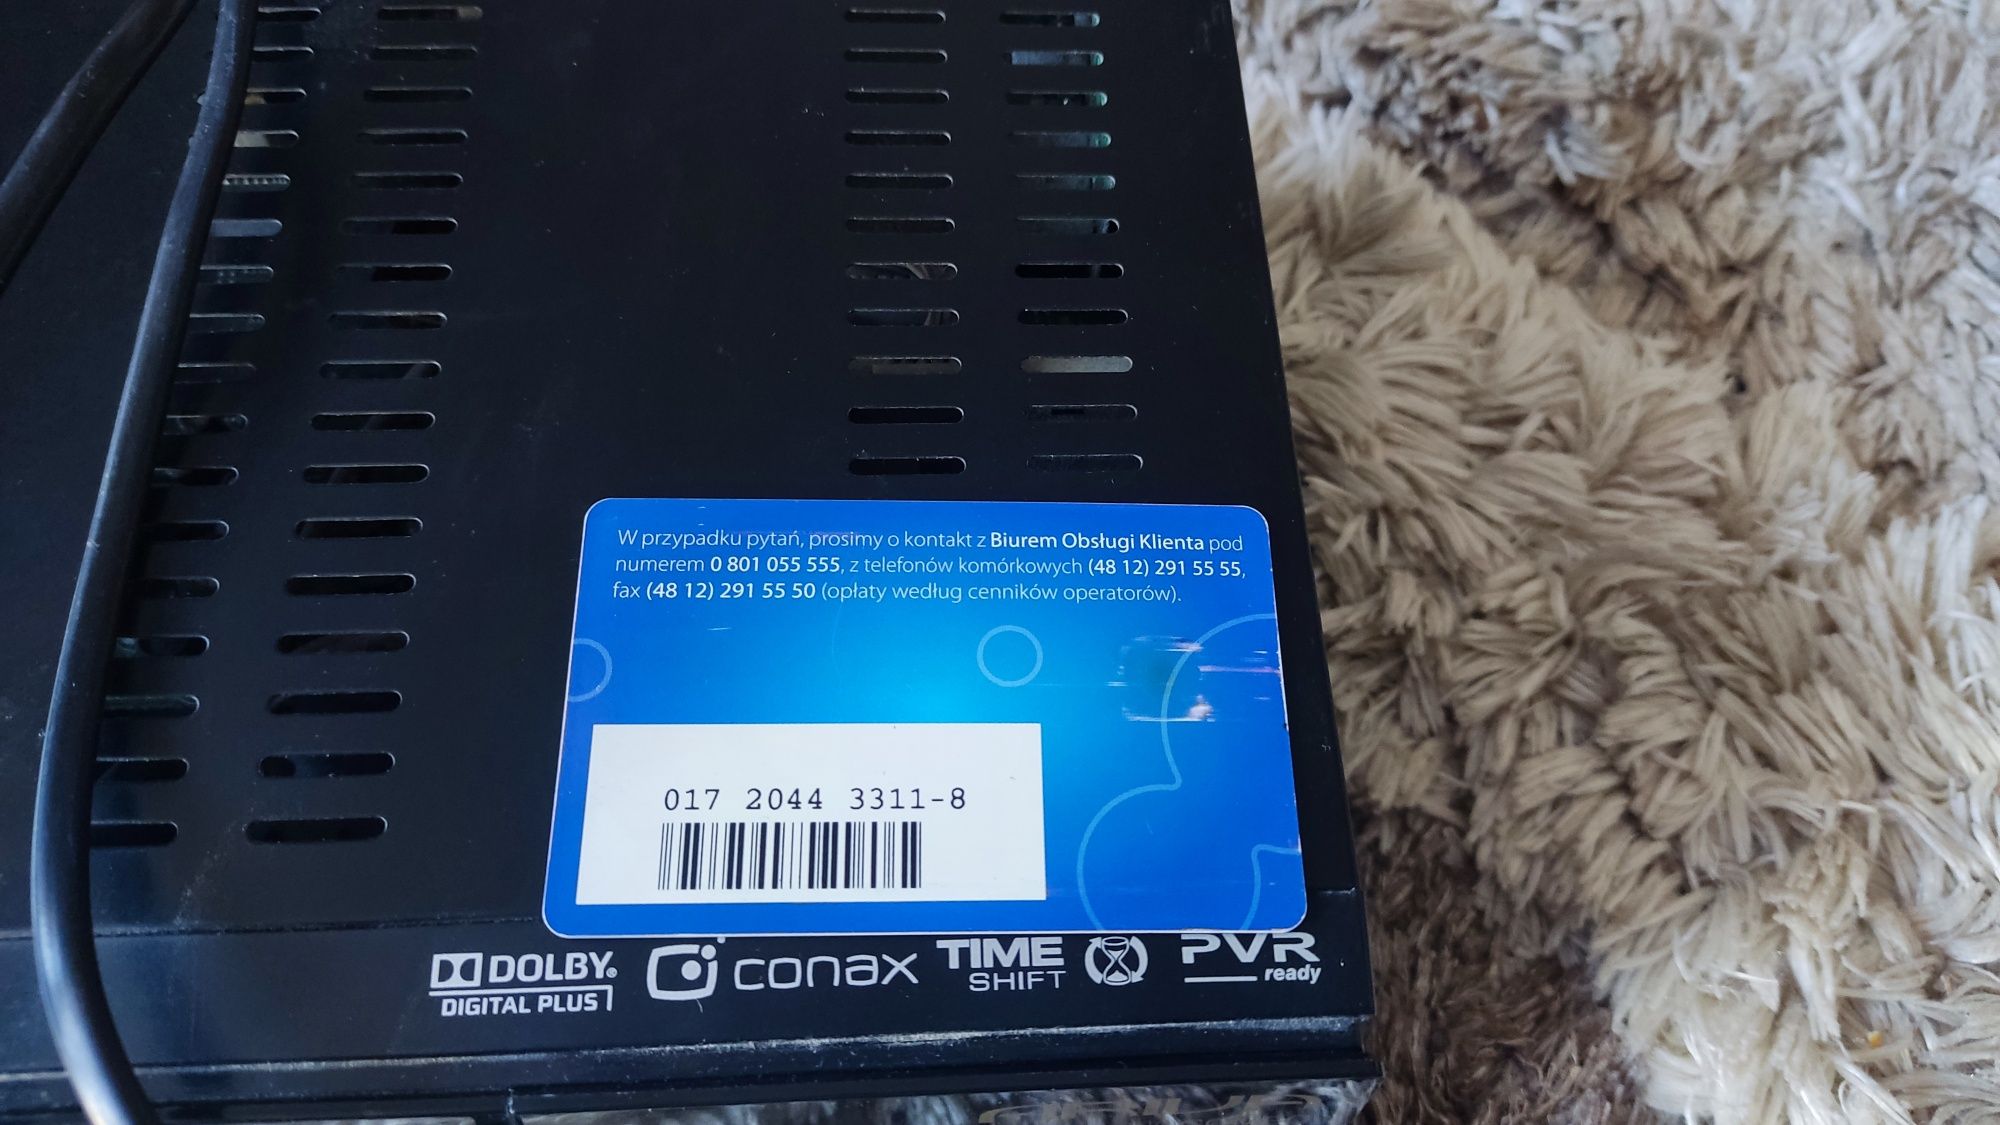 W przypadku pytań, prosimy o kontakt z Biurem Obsługi Klienta pod
numerem 0 801 055 555, z telefonów komórkowych (48 12) 291 55 55,
fax (48 12) 291 55 50 (opłaty według cenników operatorów).
017 2044 3311-8
DOLBY®
DIGITAL PLUS
conax
TIME
SHIFT
PVR
ready